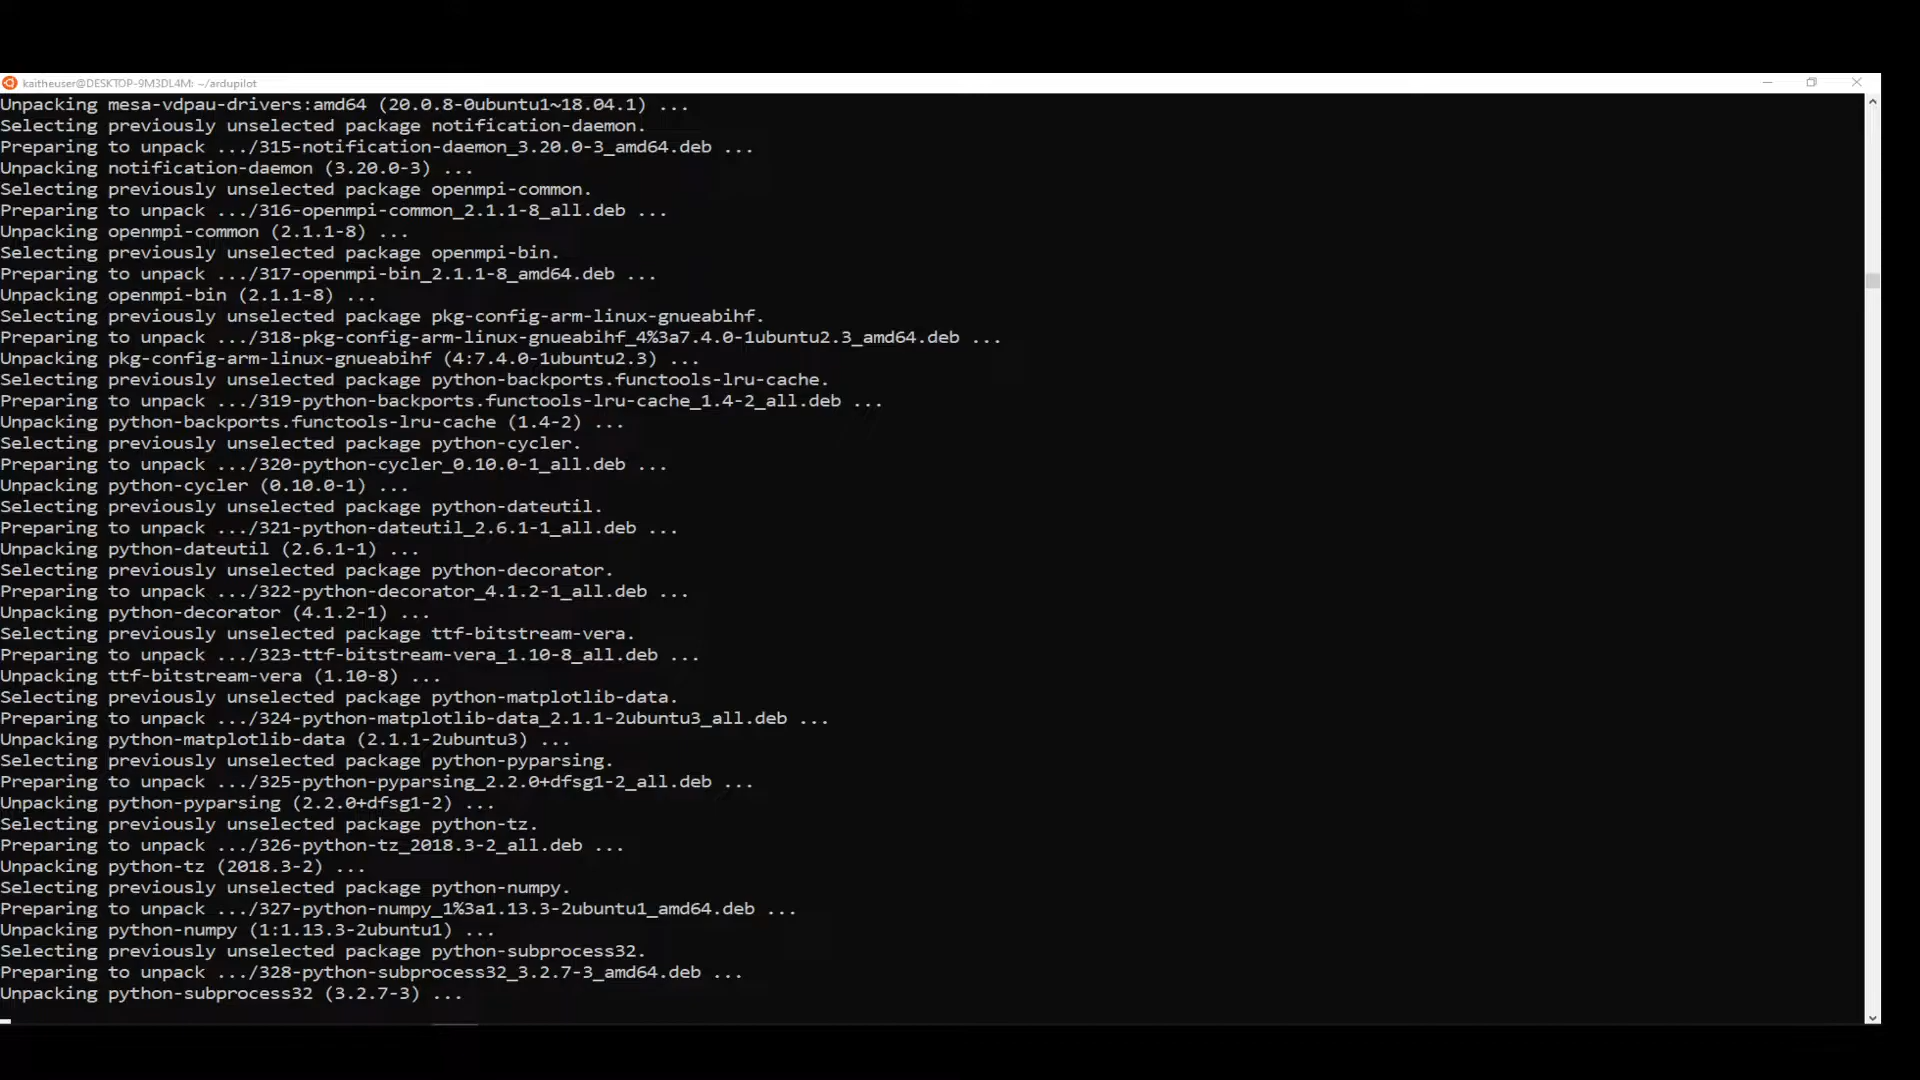 kaitheuser@DESKTOP-9M3DL4M: ~/ardupilot
Unpacking mesa-vdpau-drivers:amd64 (20.0.8-0ubuntu1~18.04.1) ...
Selecting previously unselected package notification-daemon.
Preparing to unpack .../315-notification-daemon_3.20.0-3_amd64.deb ...
Unpacking notification-daemon (3.20.0-3) ...
Selecting previously unselected package openmpi-common.
Preparing to unpack .../316-openmpi-common_2.1.1-8_all.deb ...
Unpacking openmpi-common (2.1.1-8) ...
Selecting previously unselected package openmpi-bin.
Preparing to unpack .../317-openmpi-bin_2.1.1-8_amd64.deb ...
Unpacking openmpi-bin (2.1.1-8) ...
Selecting previously unselected package pkg-config-arm-linux-gnueabihf.
Preparing to unpack .../318-pkg-config-arm-linux-gnueabihf_4%3a7.4.0-1ubuntu2.3_amd64.deb ...
Unpacking pkg-config-arm-linux-gnueabihf (4:7.4.0-1ubuntu2.3) ...
Selecting previously unselected package python-backports.functools-lru-cache.
Preparing to unpack .../319-python-backports.functools-lru-cache_1.4-2_all.deb ...
Unpacking python-backports.functools-lru-cache (1.4-2) ...
Selecting previously unselected package python-cycler.
Preparing to unpack .../320-python-cycler_0.10.0-1_all.deb ...
Unpacking python-cycler (0.10.0-1) ...
Selecting previously unselected package python-dateutil.
Preparing to unpack .../321-python-dateutil_2.6.1-1_all.deb ...
Unpacking python-dateutil (2.6.1-1) ...
Selecting previously unselected package python-decorator.
Preparing to unpack .../322-python-decorator_4.1.2-1_all.deb ...
Unpacking python-decorator (4.1.2-1) ...
Selecting previously unselected package ttf-bitstream-vera.
Preparing to unpack .../323-ttf-bitstream-vera_1.10-8_all.deb ...
Unpacking ttf-bitstream-vera (1.10-8) ...
Selecting previously unselected package python-matplotlib-data.
Preparing to unpack .../324-python-matplotlib-data_2.1.1-2ubuntu3_all.deb ...
Unpacking python-matplotlib-data (2.1.1-2ubuntu3) ...
Selecting previously unselected package python-pyparsing.
Preparing to unpack .../325-python-pyparsing_2.2.0+dfsg1-2_all.deb ...
Unpacking python-pyparsing (2.2.0+dfsg1-2) ...
Selecting previously unselected package python-tz.
Preparing to unpack .../326-python-tz_2018.3-2_all.deb ...
Unpacking python-tz (2018.3-2) ...
Selecting previously unselected package python-numpy.
Preparing to unpack .../327-python-numpy_1%3a1.13.3-2ubuntu1_amd64.deb ...
Unpacking python-numpy (1:1.13.3-2ubuntu1) ...
Selecting previously unselected package python-subprocess32.
Preparing to unpack .../328-python-subprocess32_3.2.7-3_amd64.deb ...
Unpacking python-subprocess32 (3.2.7-3) ...